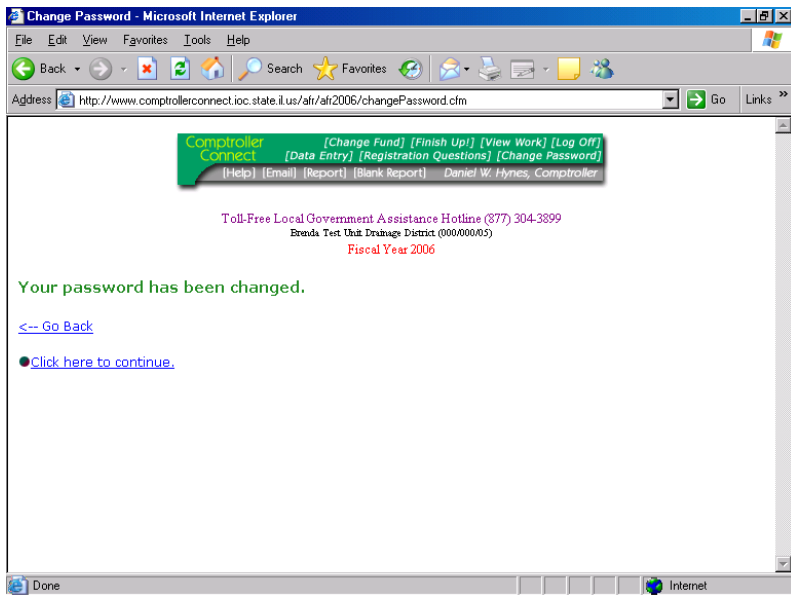 Change Password - Microsoft Internet Explorer
File Edit View Favorites Tools Help
Back Search Favorites
Address http://www.comptrollerconnect.ioc.state.il.us/afr/afr2006/changePassword.cfm Go Links »
Comptroller Connect
[Change Fund] [Finish Up!] [View Work] [Log Off]
[Data Entry] [Registration Questions] [Change Password]
[Help] [Email] [Report] [Blank Report] Daniel W. Hynes, Comptroller
Toll-Free Local Government Assistance Hotline (877) 304-3899
Brenda Test Unit Drainage District (000/000/05)
Fiscal Year 2006
Your password has been changed.
<-- Go Back
Click here to continue.
Done Internet